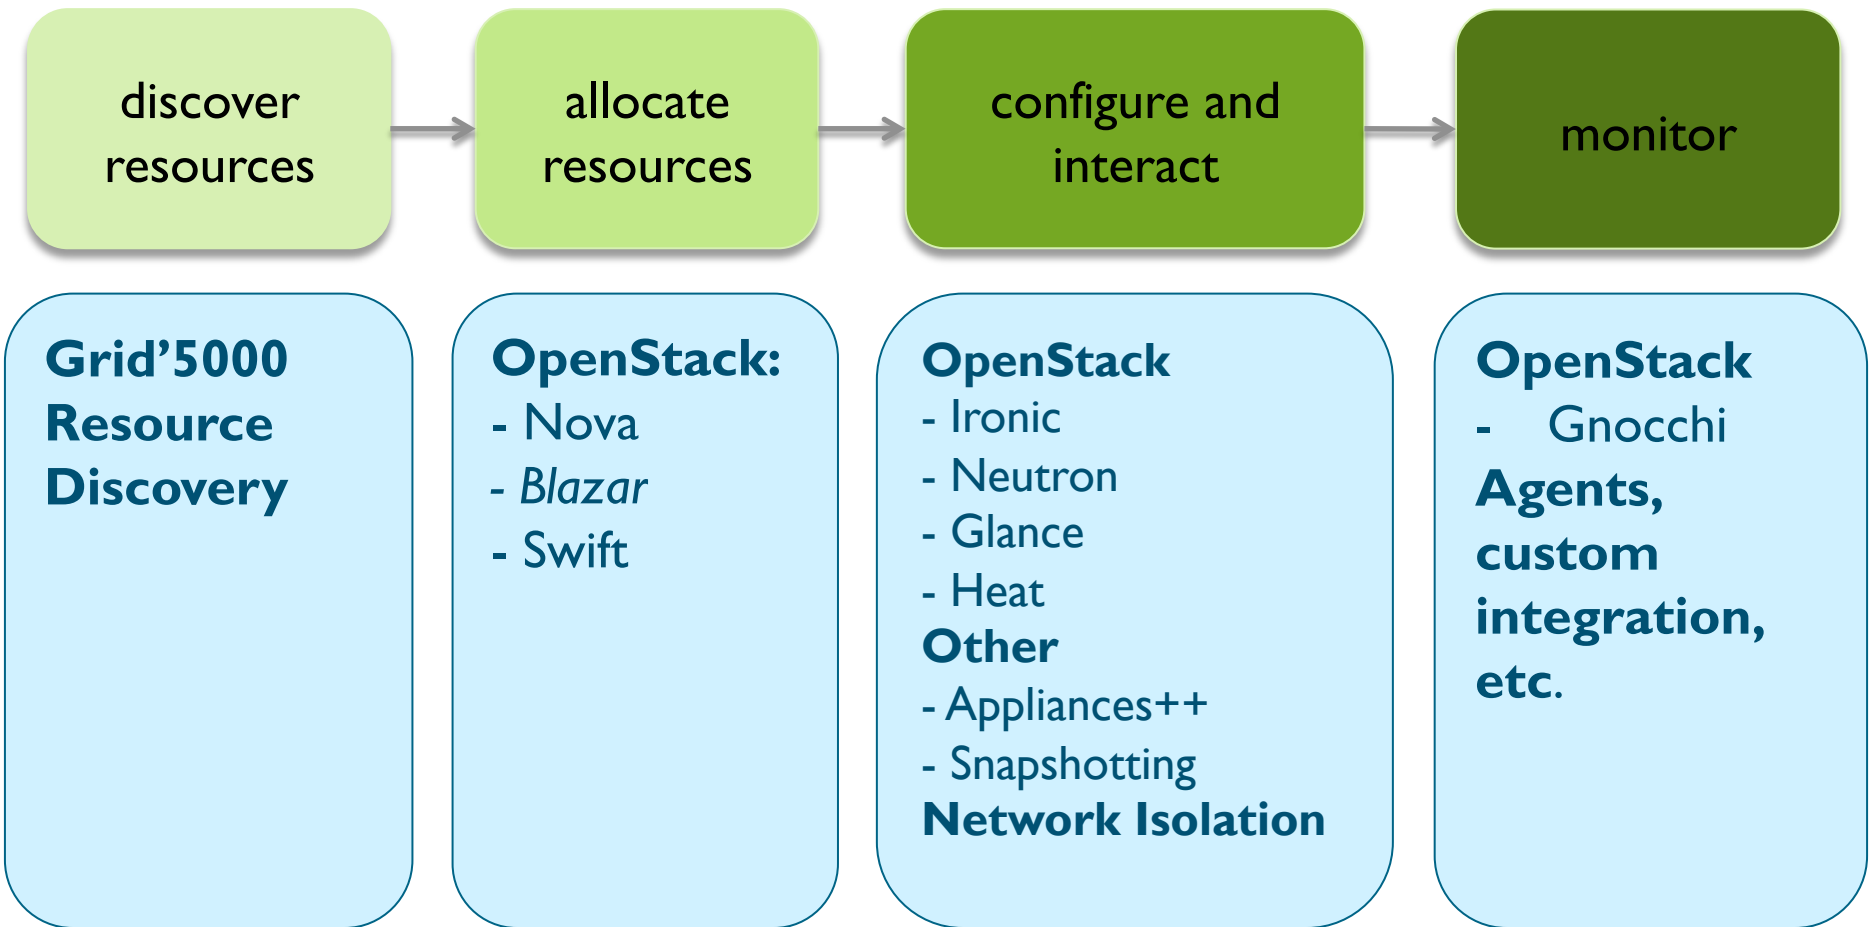 discover
resources
allocate
resources
configure and
interact
monitor
Grid’5000
Resource
Discovery
OpenStack:
- Nova
- Blazar
- Swift
OpenStack
- Ironic
- Neutron
- Glance
- Heat
Other
- Appliances++
- Snapshotting
Network Isolation
OpenStack
- Gnocchi
Agents,
custom
integration,
etc.